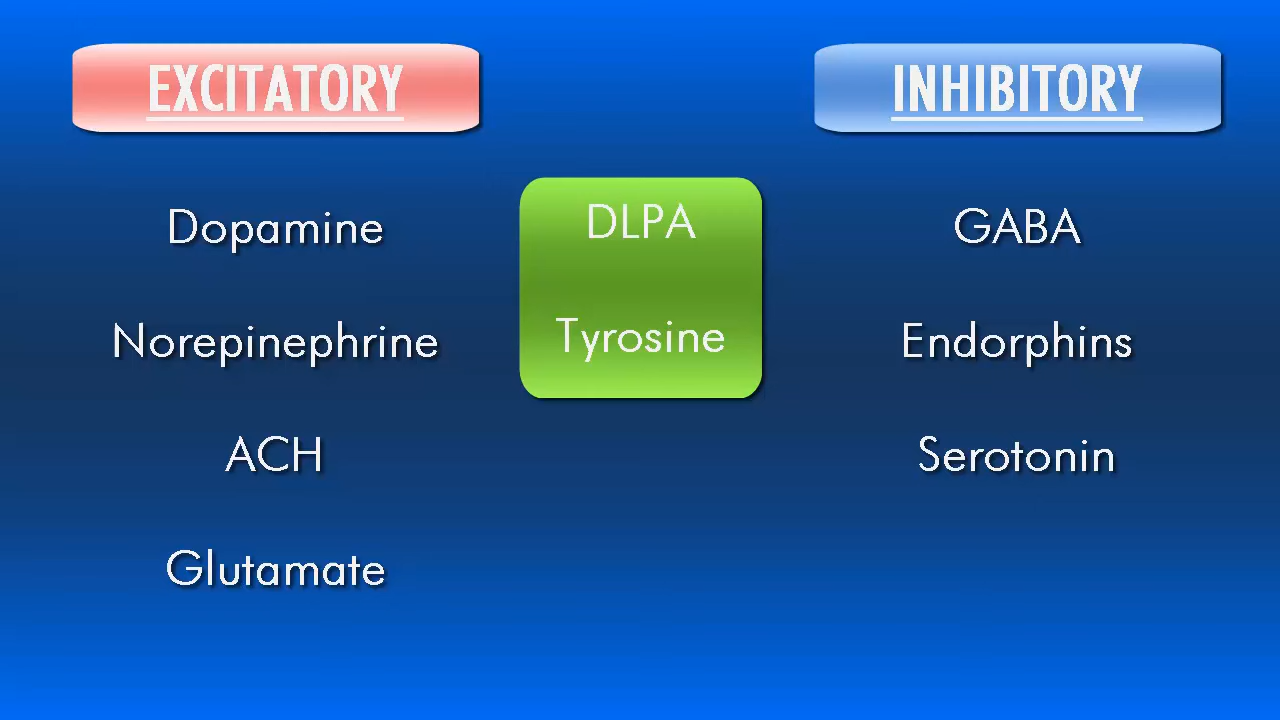 EXCITATORY
INHIBITORY
Dopamine
DLPA
GABA
Norepinephrine
Tyrosine
Endorphins
ACH
Serotonin
Glutamate